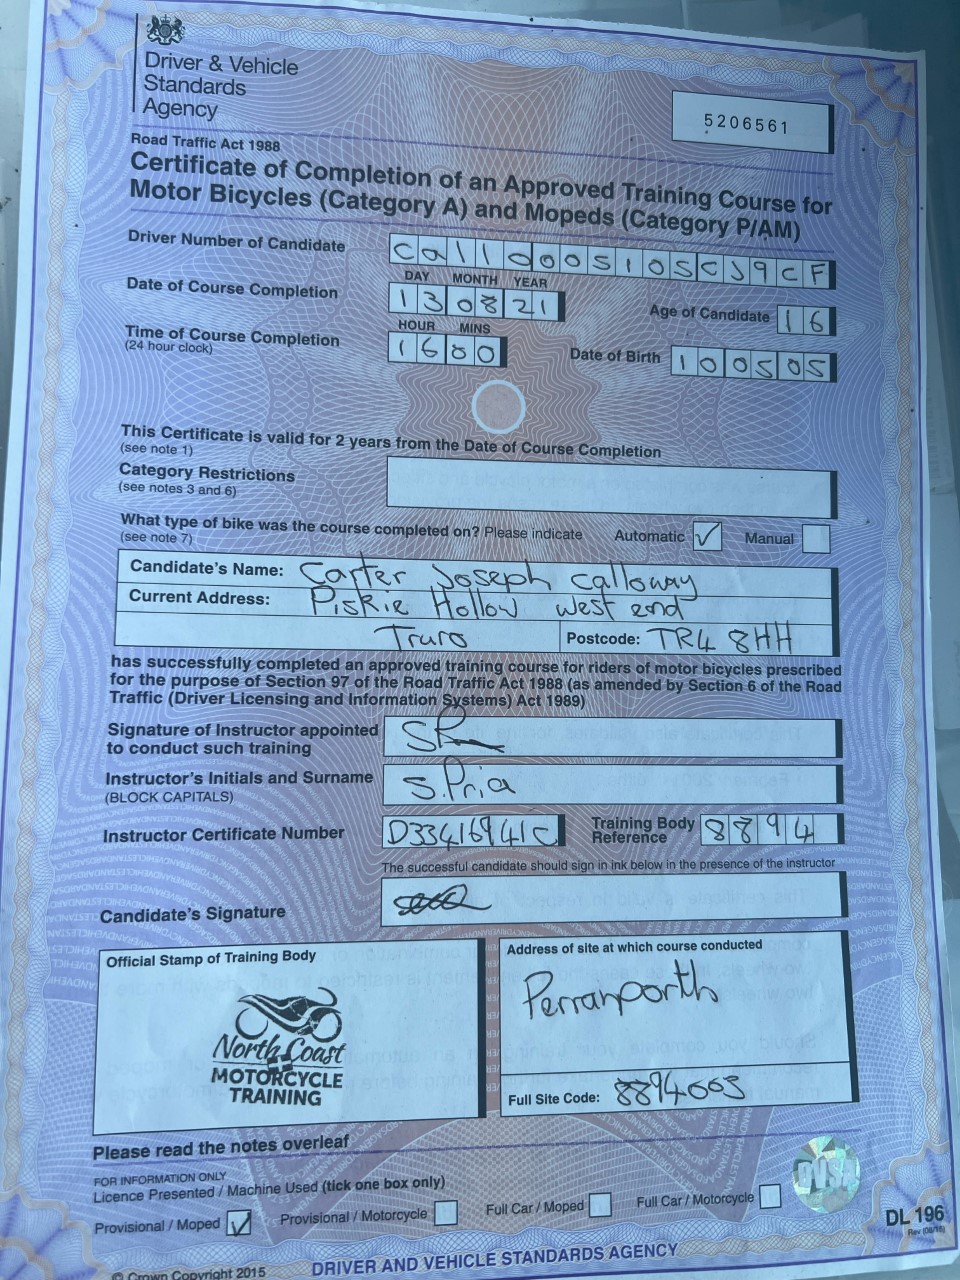 Driver & Vehicle
Standards
Agency
5206561
Road Traffic Act 1988
Certificate of Completion of an Approved Training Course for
Motor Bicycles (Category A) and Mopeds (Category P/AM)
Driver Number of Candidate Call0005105CJ9CF
DAY MONTH YEAR
Date of Course Completion 130821 Age of Candidate 16
HOUR MINS
Time of Course Completion 1600 Date of Birth 100505
(24 hour clock)
This Certificate is valid for 2 years from the Date of Course Completion
(see note 1)
Category Restrictions
(see notes 3 and 6)
What type of bike was the course completed on? Please indicate Automatic ✓ Manual
(see note 7)
Candidate's Name: Carter Joseph Calloway
Current Address: Piskie Hollow West end
Truro Postcode: TR4 8HH
has successfully completed an approved training course for riders of motor bicycles prescribed
for the purpose of Section 97 of the Road Traffic Act 1988 (as amended by Section 6 of the Road
Traffic (Driver Licensing and Information Systems) Act 1989)
Signature of Instructor appointed
to conduct such training
Instructor's Initials and Surname S.Pria
(BLOCK CAPITALS)
Instructor Certificate Number D33416941C Training Body
Reference 8894
The successful candidate should sign in ink below in the presence of the instructor
Candidate's Signature
Official Stamp of Training Body
North Coast
MOTORCYCLE
TRAINING
Address of site at which course conducted
Perranporth
Full Site Code: 8894003
Please read the notes overleaf
FOR INFORMATION ONLY
Licence Presented / Machine Used (tick one box only)
Provisional / Moped ✓ Provisional / Motorcycle Full Car / Moped Full Car / Motorcycle
DVSA
DL 196
Rev (08/15)
© Crown Copyright 2015 DRIVER AND VEHICLE STANDARDS AGENCY